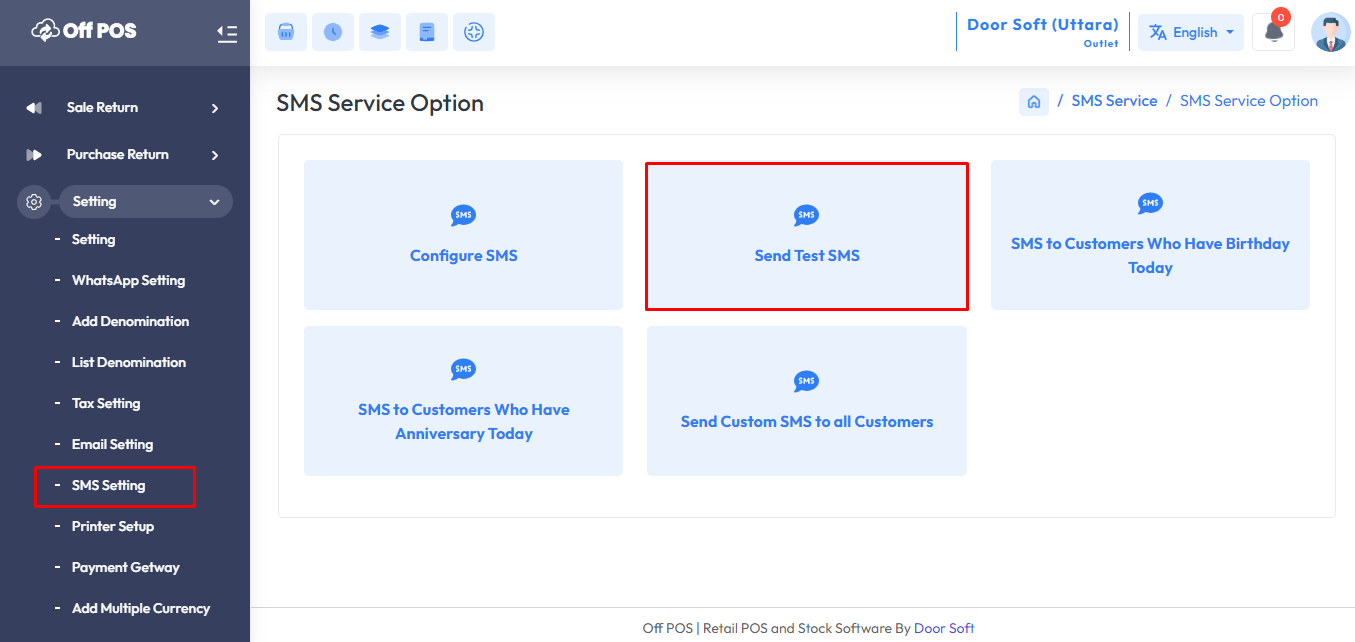 Off POS
Door Soft (Uttara)
Outlet
English
0
Sale Return
Purchase Return
Setting
- Setting
- WhatsApp Setting
- Add Denomination
- List Denomination
- Tax Setting
- Email Setting
- SMS Setting
- Printer Setup
- Payment Getway
- Add Multiple Currency
SMS Service Option
/ SMS Service / SMS Service Option
SMS
Configure SMS
SMS
Send Test SMS
SMS
SMS to Customers Who Have Birthday
Today
SMS
SMS to Customers Who Have
Anniversary Today
SMS
Send Custom SMS to all Customers
Off POS | Retail POS and Stock Software By Door Soft